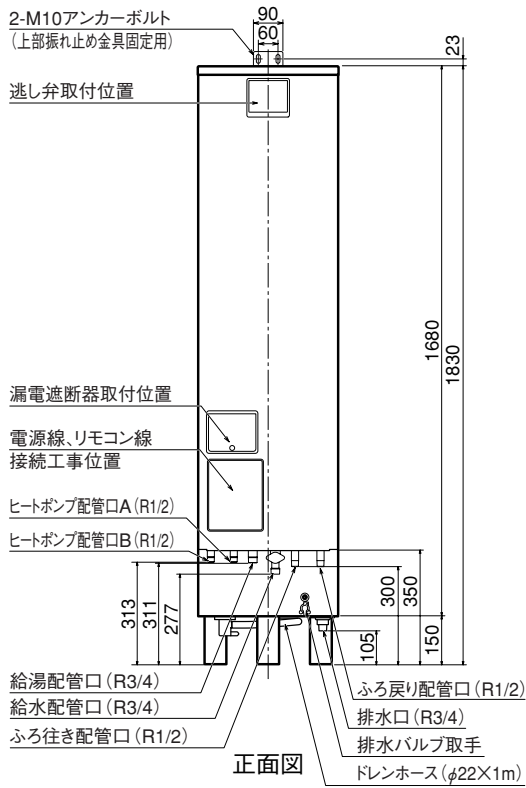 2-M10アンカーボルト
(上部振れ止め金具固定用)
90
60
23
逃し弁取付位置
1680
1830
漏電遮断器取付位置
電源線、リモコン線
接続工事位置
ヒートポンプ配管口A(R1/2)
ヒートポンプ配管口B(R1/2)
313
311
277
105
300
350
150
給湯配管口(R3/4)
給水配管口(R3/4)
ふろ往き配管口(R1/2)
ふろ戻り配管口(R1/2)
排水口(R3/4)
排水バルブ取手
ドレンホース(φ22×1m)
正面図